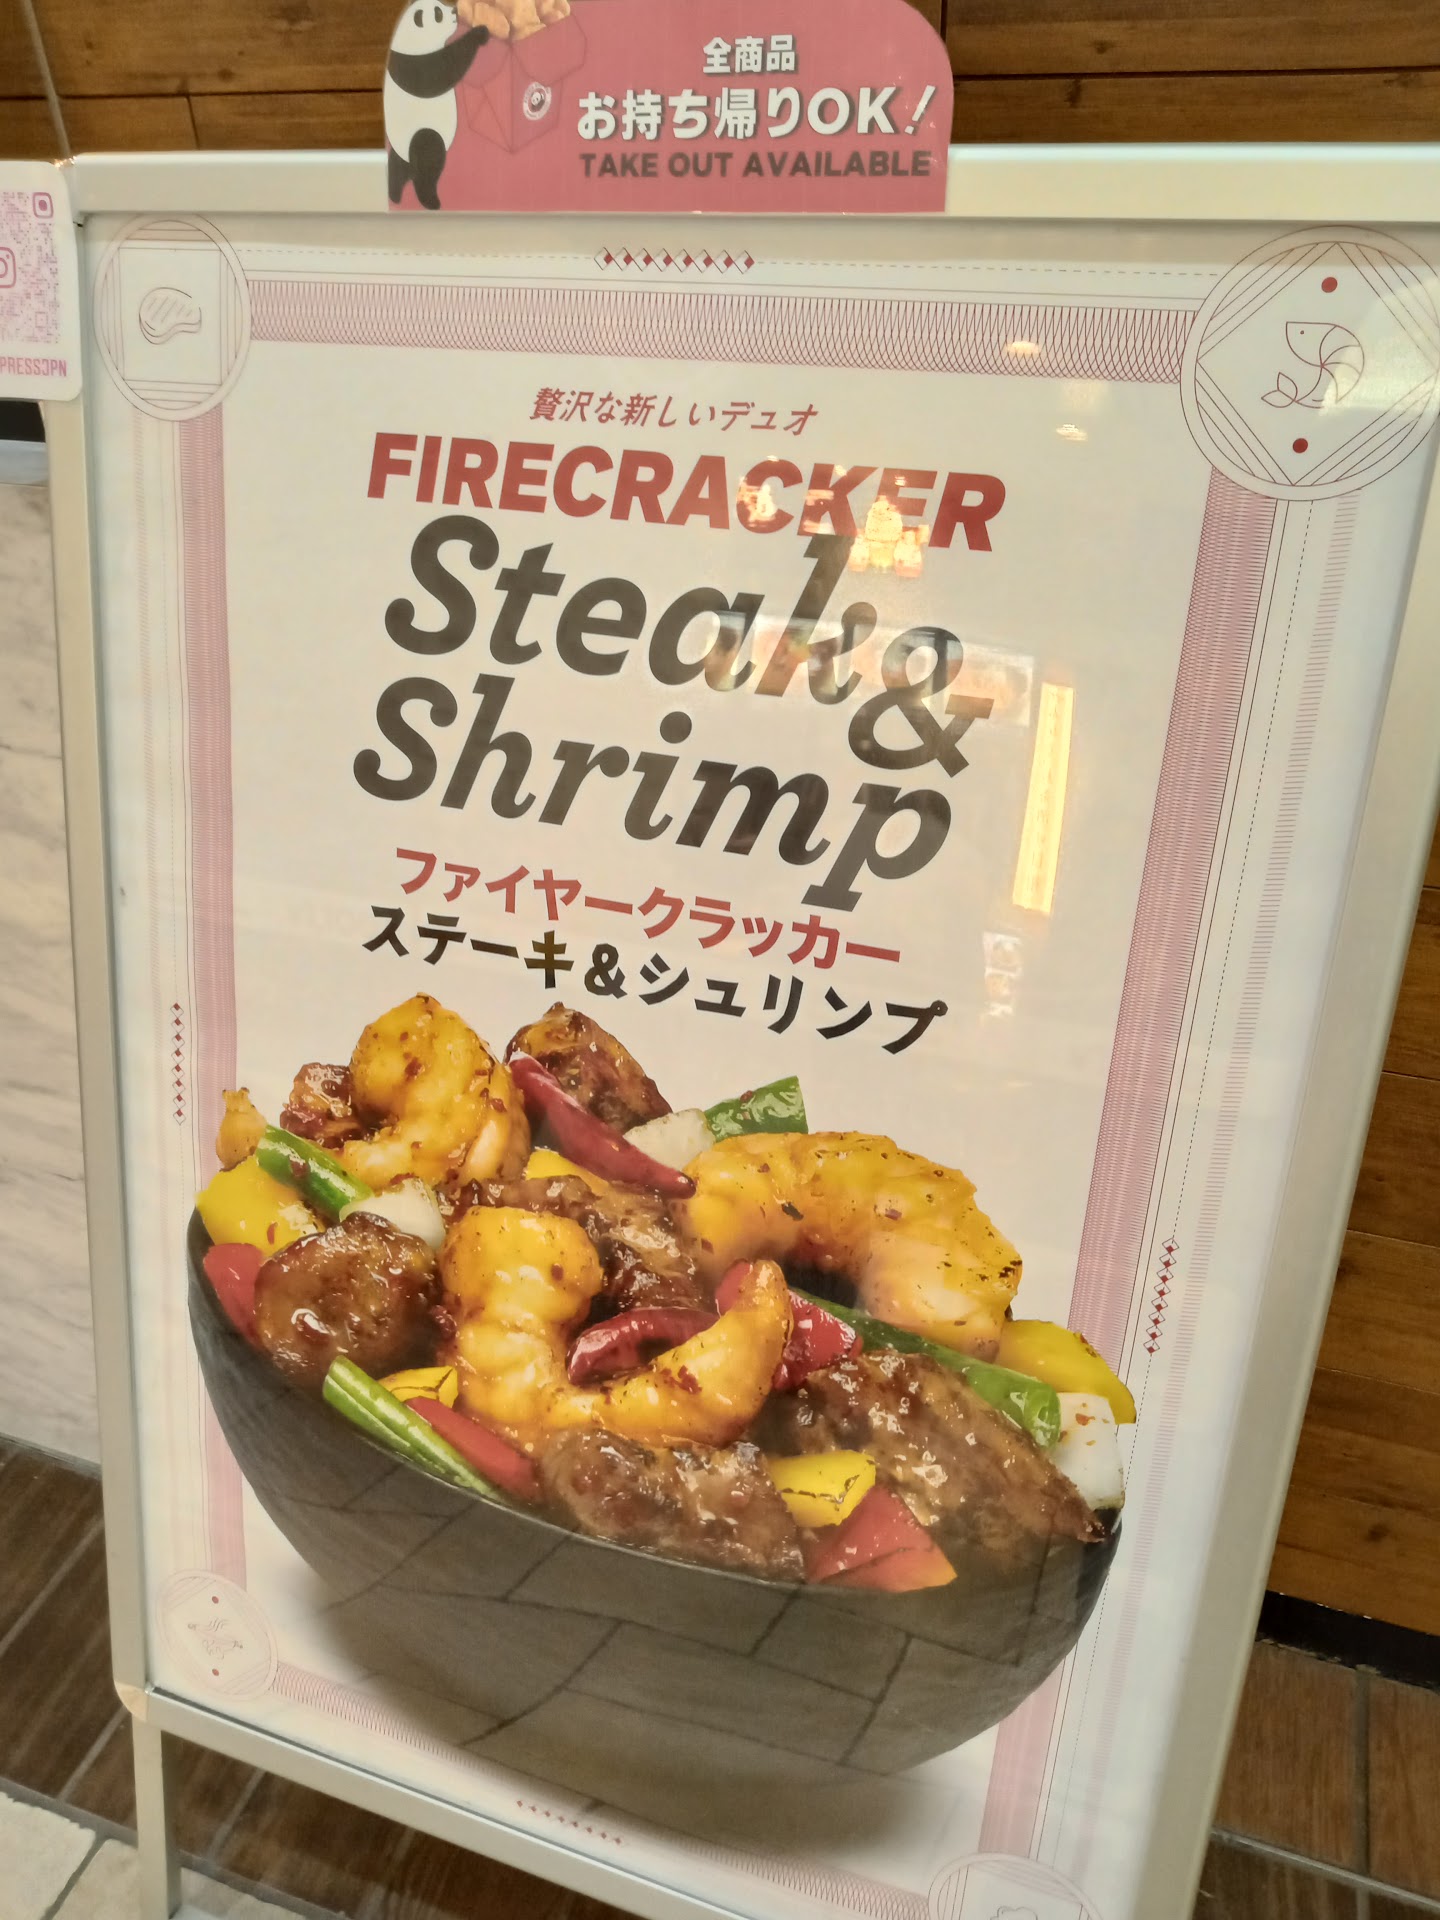 全商品
お持ち帰りOK!
TAKE OUT AVAILABLE
PRESSJPN
贅沢な新しいデュオ
FIRECRACKER
Steak &
Shrimp
ファイヤークラッカー
ステーキ&シュリンプ